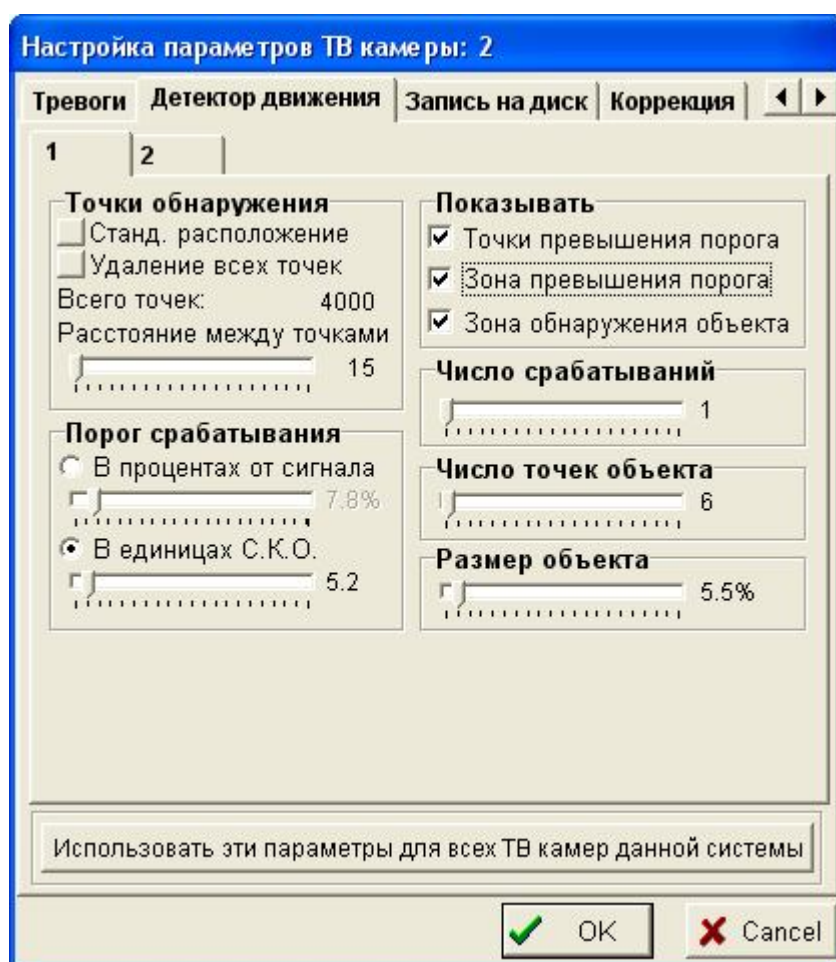 Настройка параметров ТВ камеры: 2
Тревоги Детектор движения Запись на диск Коррекция
1 2
Точки обнаружения
Станд. расположение
Удаление всех точек
Всего точек: 4000
Расстояние между точками
15
Порог срабатывания
В процентах от сигнала
7.8%
В единицах С.К.О.
5.2
Показывать
Точки превышения порога
Зона превышения порога
Зона обнаружения объекта
Число срабатываний
1
Число точек объекта
6
Размер объекта
5.5%
Использовать эти параметры для всех ТВ камер данной системы
OK Cancel